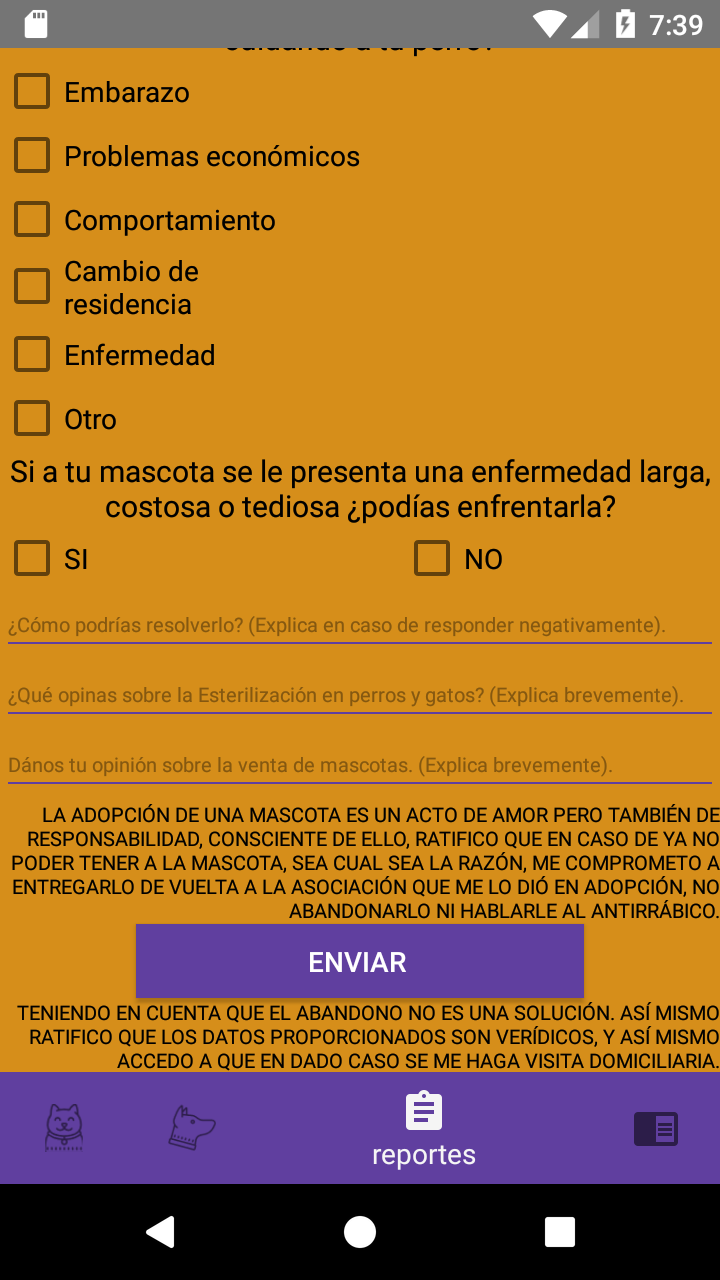 7:39
cuidando a tu perro?
Embarazo
Problemas económicos
Comportamiento
Cambio de
residencia
Enfermedad
Otro
Si a tu mascota se le presenta una enfermedad larga,
costosa o tediosa ¿podías enfrentarla?
SI NO
¿Cómo podrías resolverlo? (Explica en caso de responder negativamente).
¿Qué opinas sobre la Esterilización en perros y gatos? (Explica brevemente).
Dános tu opinión sobre la venta de mascotas. (Explica brevemente).
LA ADOPCIÓN DE UNA MASCOTA ES UN ACTO DE AMOR PERO TAMBIÉN DE
RESPONSABILIDAD, CONSCIENTE DE ELLO, RATIFICO QUE EN CASO DE YA NO
PODER TENER A LA MASCOTA, SEA CUAL SEA LA RAZÓN, ME COMPROMETO A
ENTREGARLO DE VUELTA A LA ASOCIACIÓN QUE ME LO DIÓ EN ADOPCIÓN, NO
ABANDONARLO NI HABLARLE AL ANTIRRÁBICO.
ENVIAR
TENIENDO EN CUENTA QUE EL ABANDONO NO ES UNA SOLUCIÓN. ASÍ MISMO
RATIFICO QUE LOS DATOS PROPORCIONADOS SON VERÍDICOS, Y ASÍ MISMO
ACCEDO A QUE EN DADO CASO SE ME HAGA VISITA DOMICILIARIA.
reportes